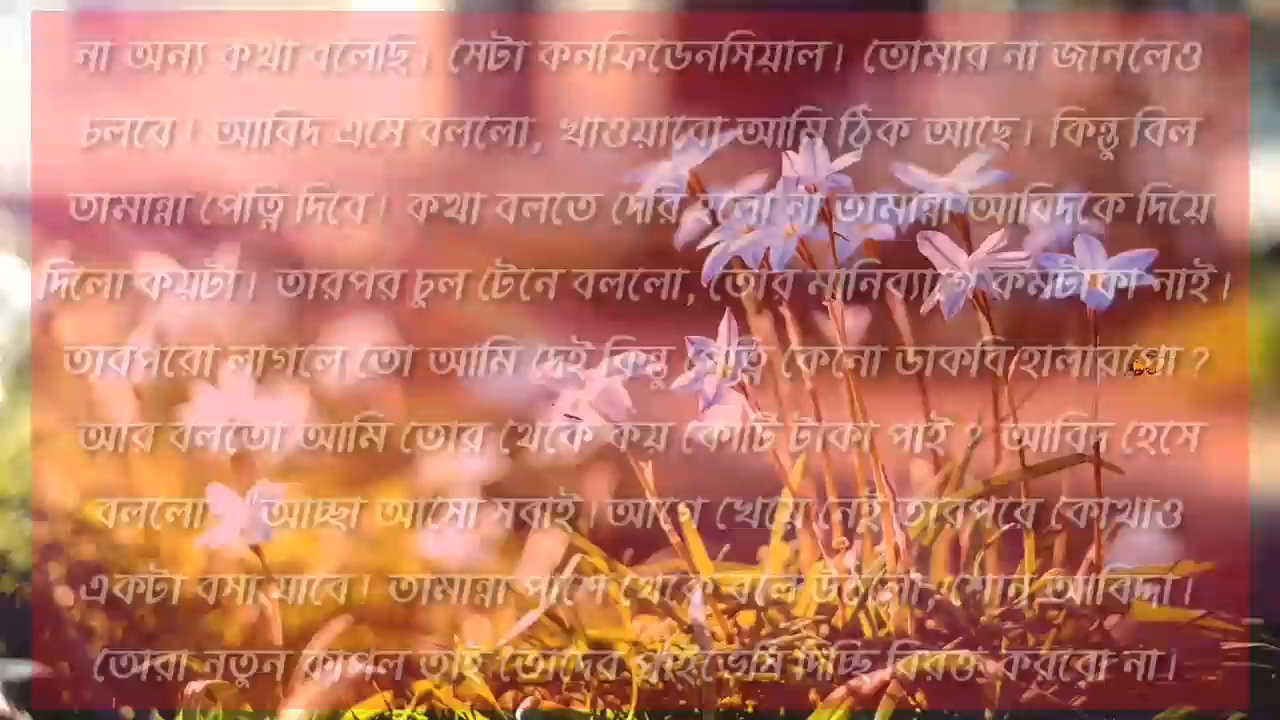 না অন্য কথা বলেছি। সেটা কনফিডেনসিয়াল। তোমার না জানলেও
চলবে। আবিদ এসে বললো, খাওয়াবো আমি ঠিক আছে। কিন্তু বিল
তামান্না পেত্নি দিবে। কথা বলতে দেরি হলো না তামান্না আবিদকে দিয়ে
দিলো কয়টা। তারপর চুল টেনে বললো, তোর মানিব্যাগে কম টাকা নাই।
তারপরো লাগলে তো আমি দেই কিন্তু কেনো ডাকবি হালারপো ?
আর বলতো আমি তোর থেকে কয় কোটি টাকা পাই ? আবিদ হেসে
বললো আচ্ছা আসো সবাই। আগে খেয়ে নেই তারপরে কোথাও
একটা বসা যাবে। তামান্না পাশে থেকে বলে উঠলো, শোন আবিদ্দা।
তোরা নতুন কাপল তাই তোদের প্রাইভেসি দিচ্ছি বিরক্ত করবো না।